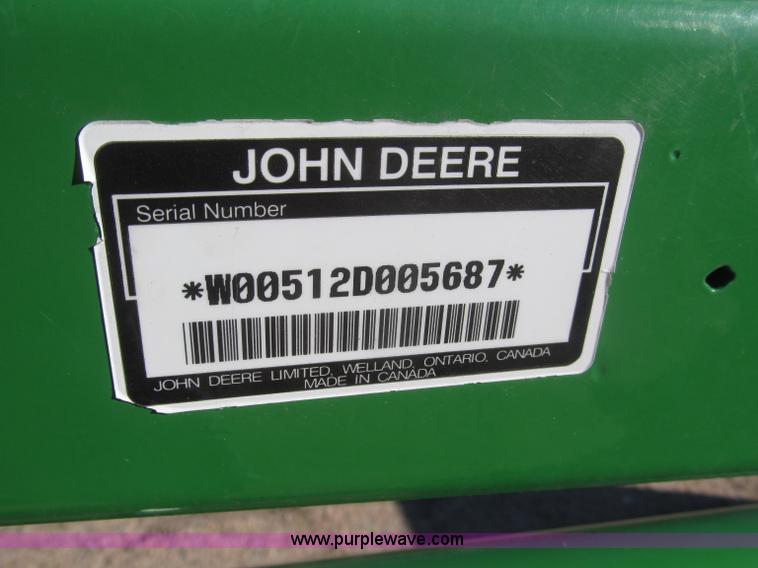 JOHN DEERE
Serial Number
*W00512D005687*
JOHN DEERE LIMITED, WELLAND, ONTARIO, CANADA
MADE IN CANADA
www.purplewave.com